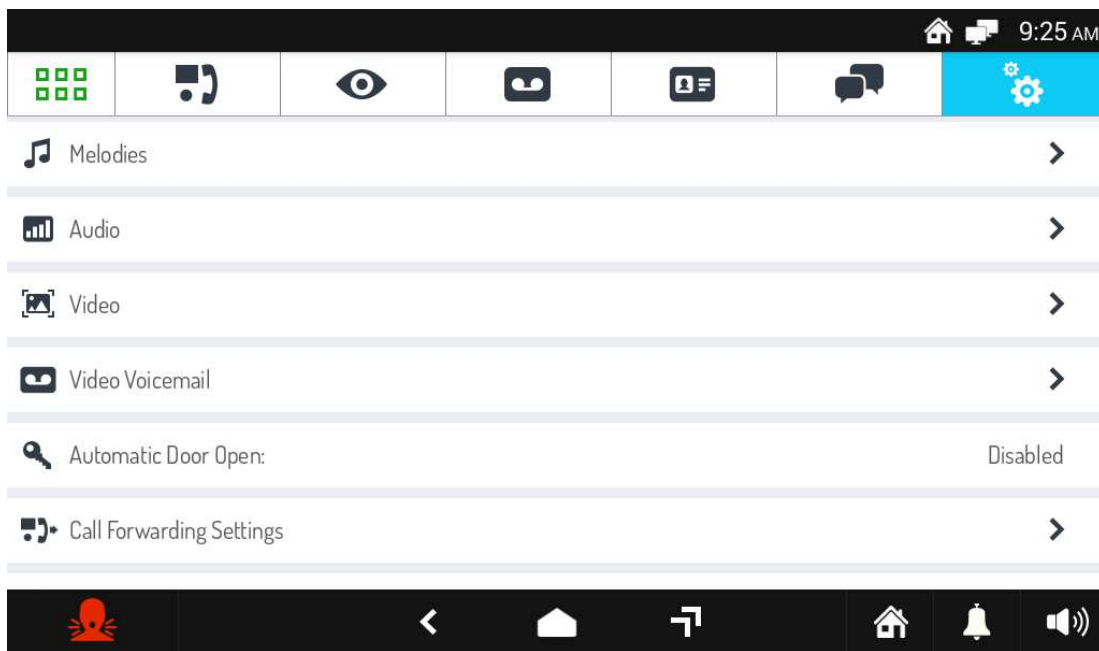 9:25 AM
Melodies
Audio
Video
Video Voicemail
Automatic Door Open: Disabled
Call Forwarding Settings